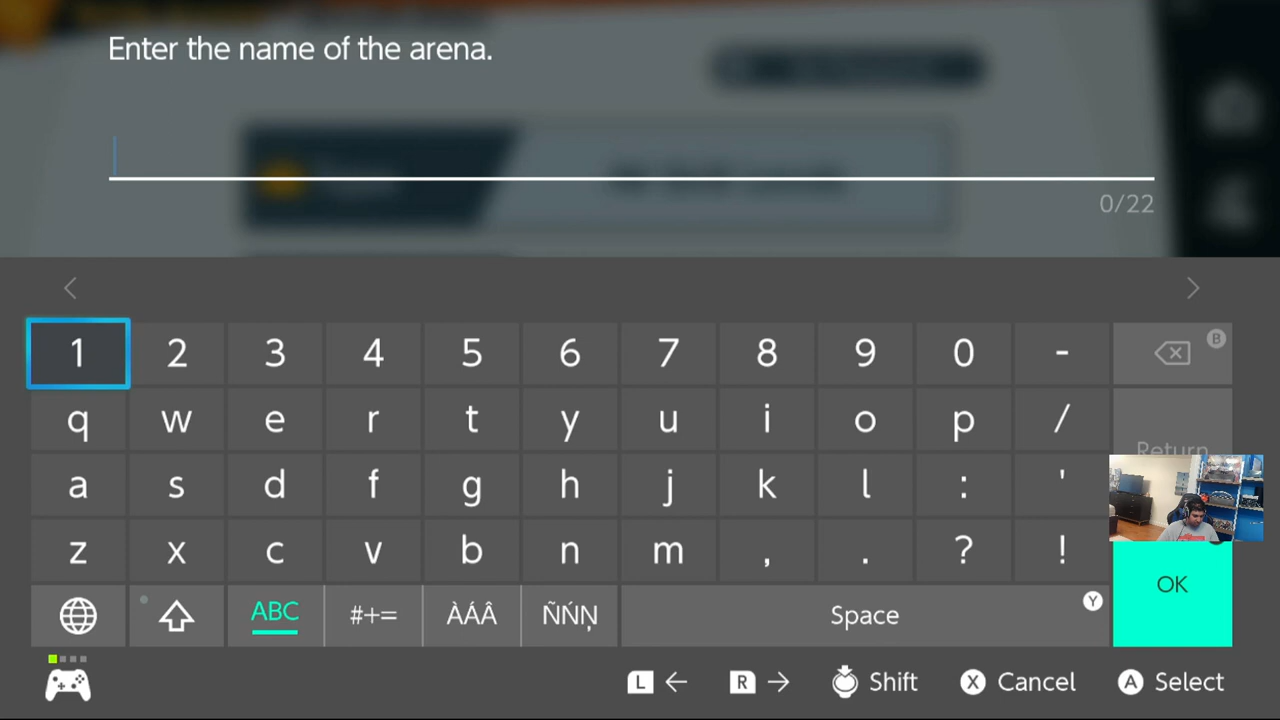 Enter the name of the arena.
0/22
1 2 3 4 5 6 7 8 9 0 - B
q w e r t y u i o p / Return
a s d f g h j k l : '
z x c v b n m , . ? ! OK
ABC #+= ÀÁÂ ÑŃŅ Space Y
L ← R → Shift X Cancel A Select